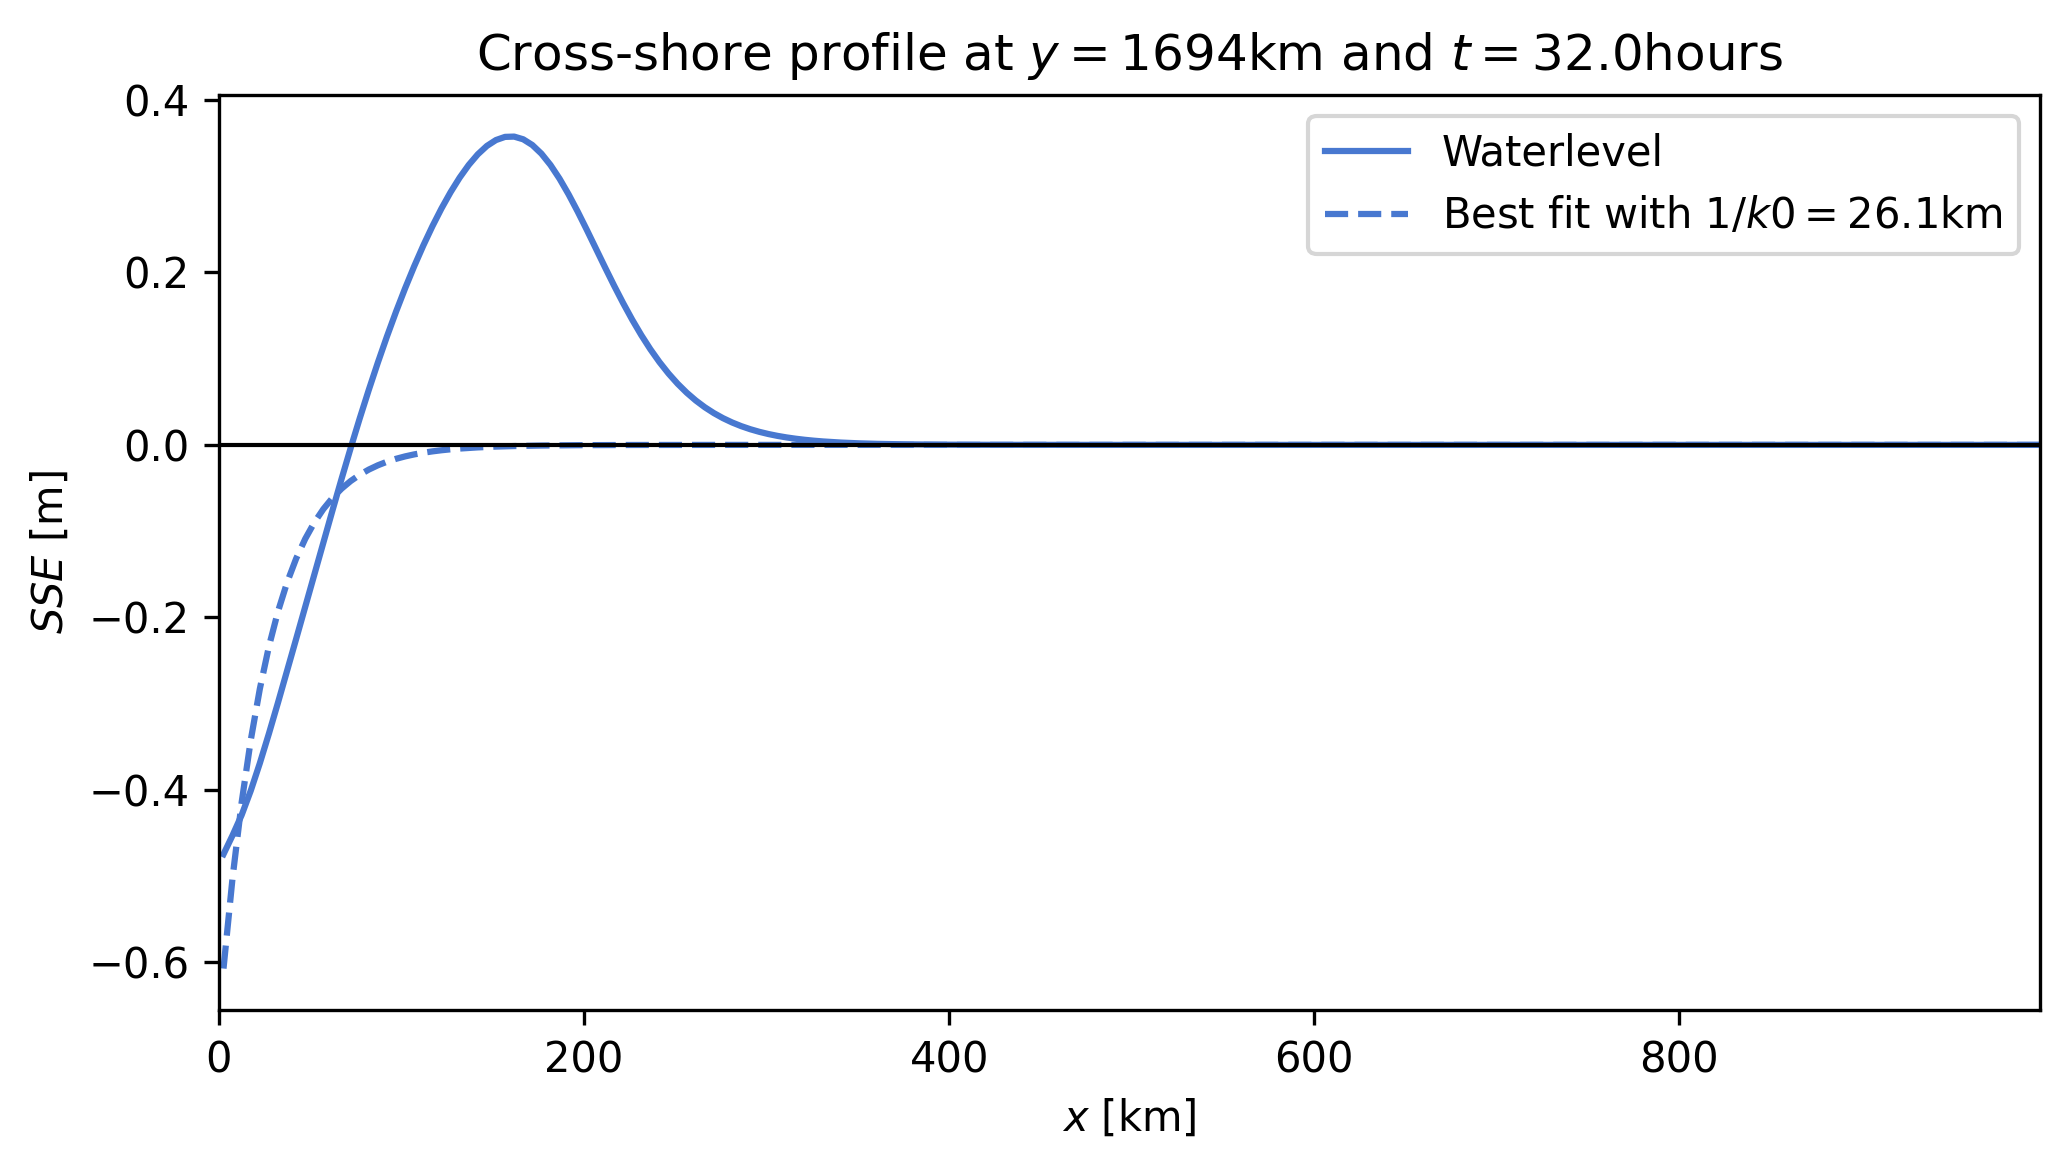 Cross-shore profile at y = 1694km and t = 32.0hours
Waterlevel
Best fit with 1/k0 = 26.1km
SSE [m]
0.4
0.2
0.0
−0.2
−0.4
−0.6
0 200 400 600 800
x [km]